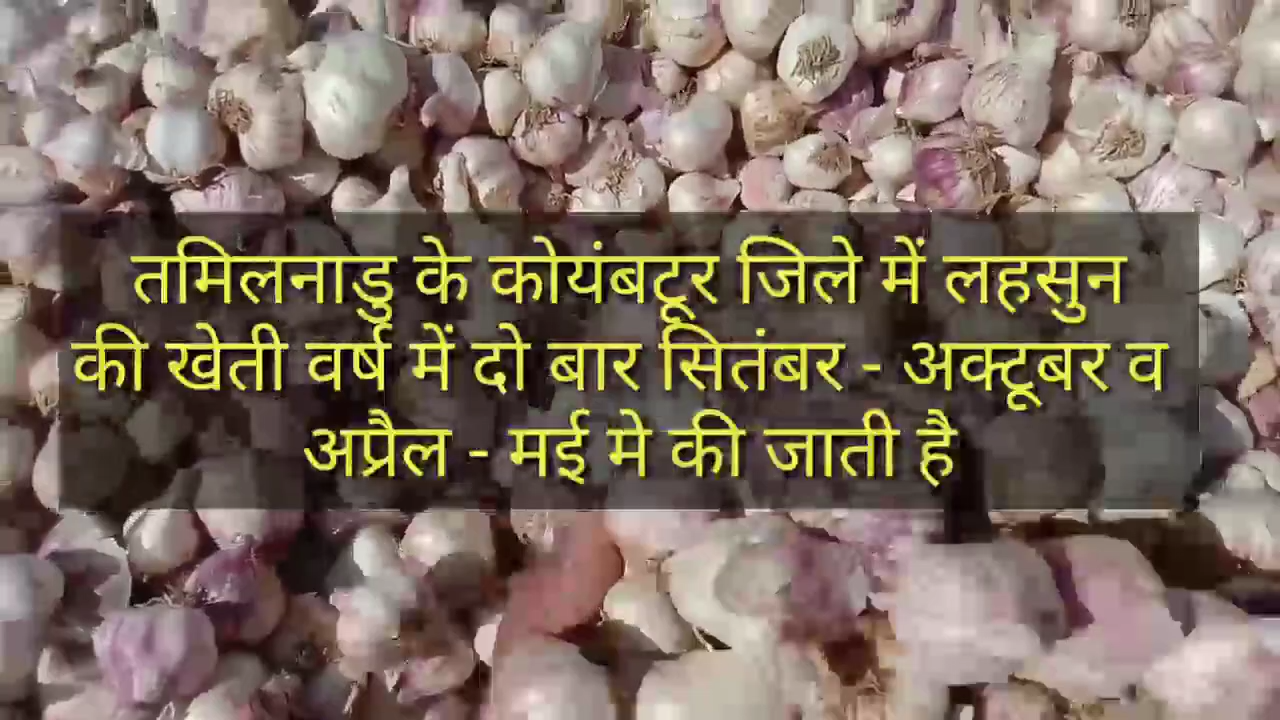 तमिलनाडु के कोयंबटूर जिले में लहसुन
की खेती वर्ष में दो बार सितंबर - अक्टूबर व
अप्रैल - मई मे की जाती है